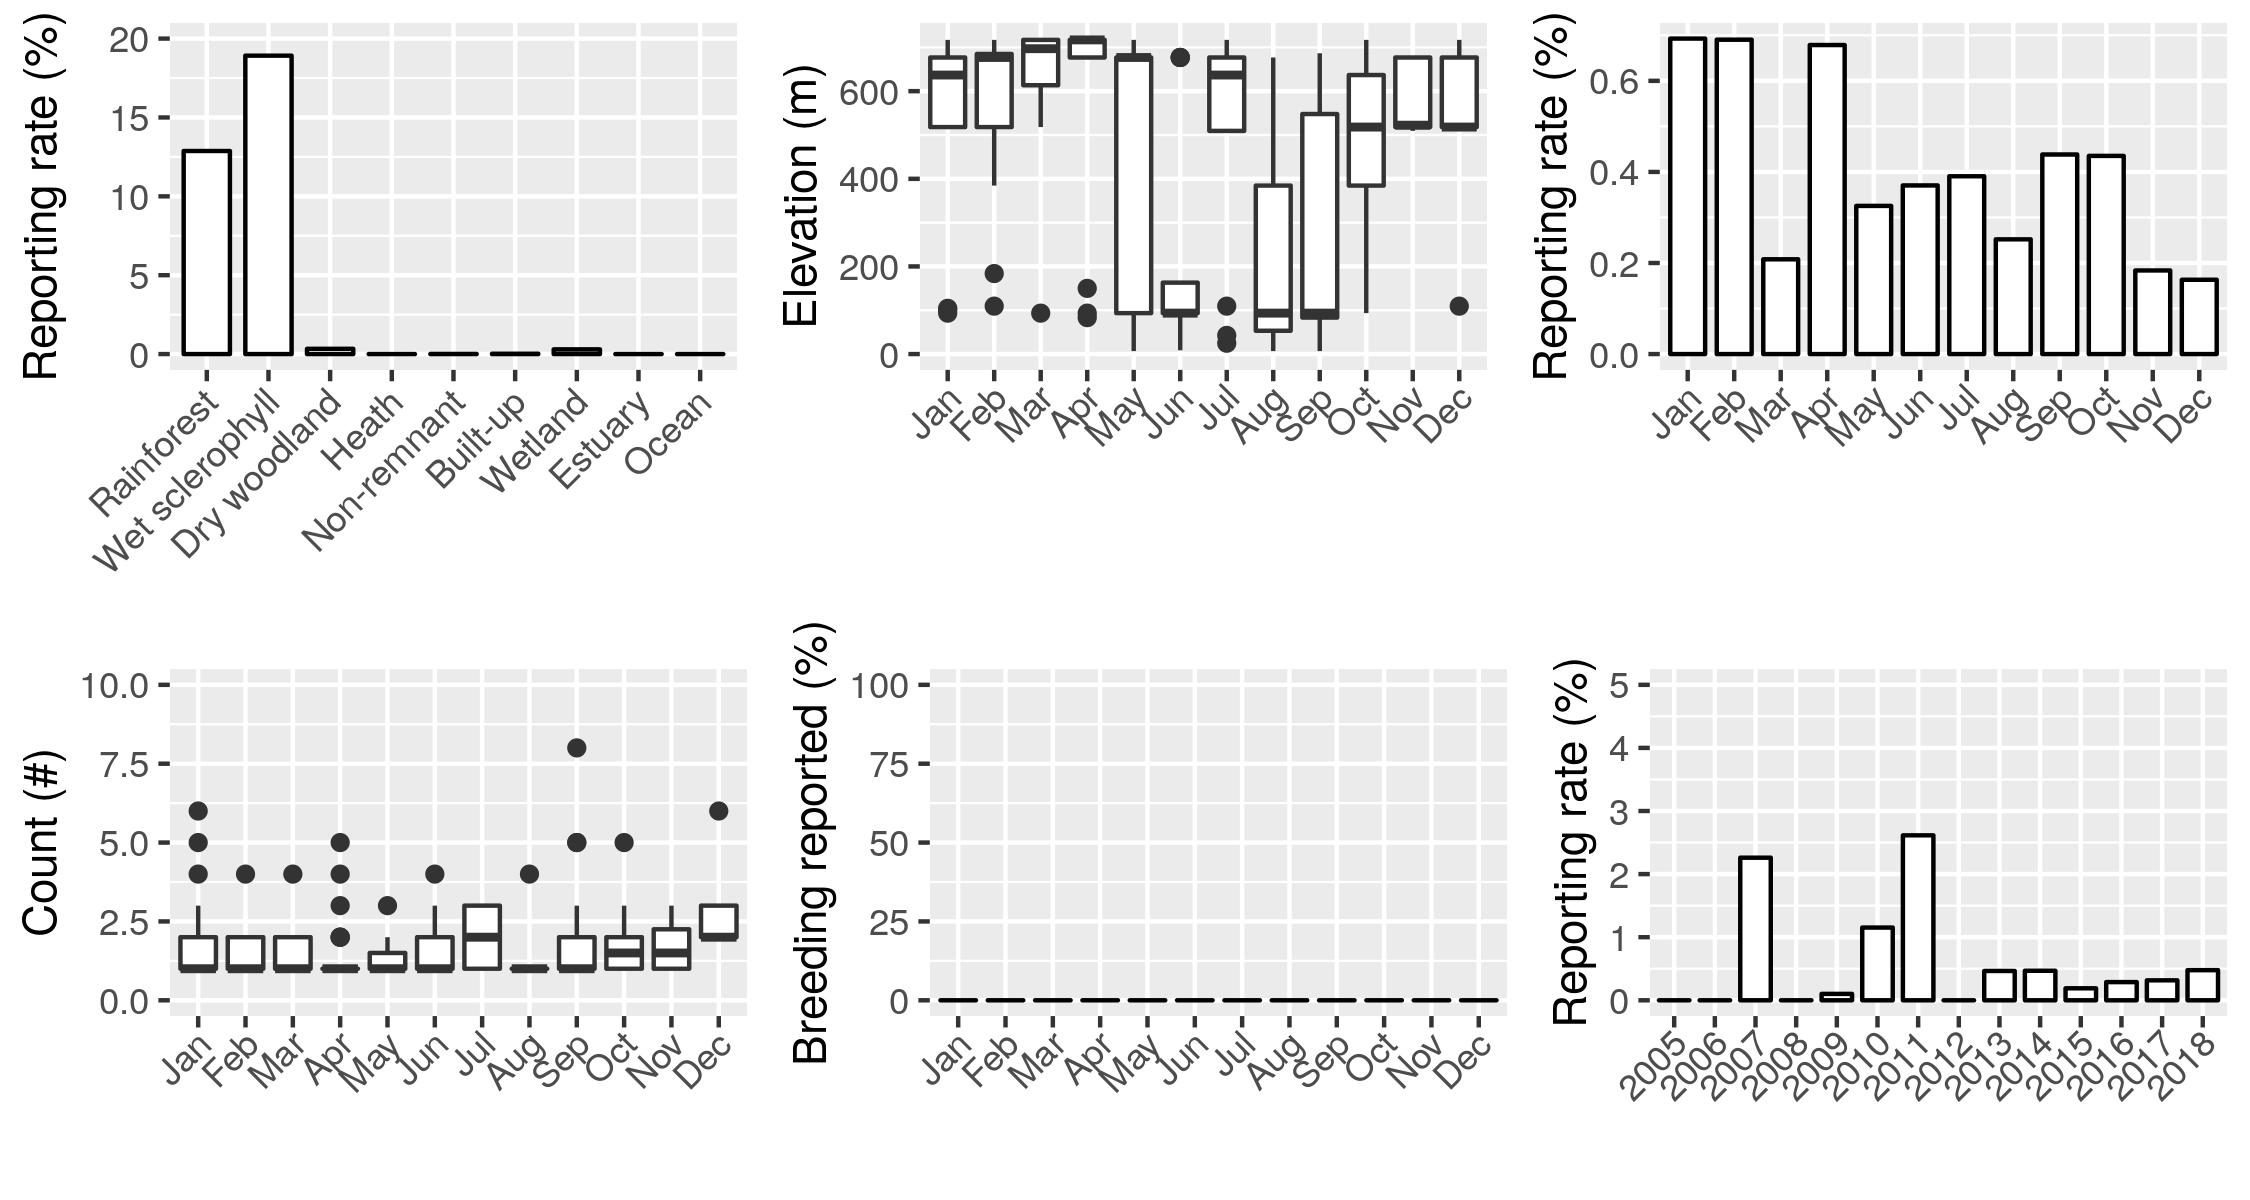 Reporting rate (%)
20
15
10
5
0
Rainforest
Wet sclerophyll
Dry woodland
Heath
Non-remnant
Built-up
Wetland
Estuary
Ocean
Elevation (m)
600
400
200
0
Jan
Feb
Mar
Apr
May
Jun
Jul
Aug
Sep
Oct
Nov
Dec
Reporting rate (%)
0.6
0.4
0.2
0.0
Jan
Feb
Mar
Apr
May
Jun
Jul
Aug
Sep
Oct
Nov
Dec
Count (#)
10.0
7.5
5.0
2.5
0.0
Jan
Feb
Mar
Apr
May
Jun
Jul
Aug
Sep
Oct
Nov
Dec
Breeding reported (%)
100
75
50
25
0
Jan
Feb
Mar
Apr
May
Jun
Jul
Aug
Sep
Oct
Nov
Dec
Reporting rate (%)
5
4
3
2
1
0
2005
2006
2007
2008
2009
2010
2011
2012
2013
2014
2015
2016
2017
2018